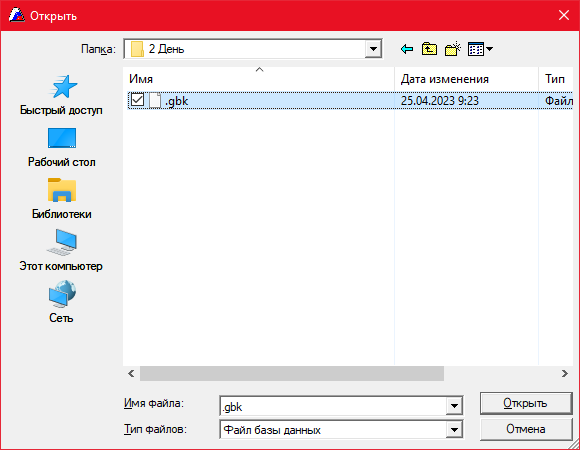 Открыть
Папка: 2 День
Имя Дата изменения Тип
.gbk 25.04.2023 9:23 Файл
Быстрый доступ
Рабочий стол
Библиотеки
Этот компьютер
Сеть
Имя файла: .gbk Открыть
Тип файлов: Файл базы данных Отмена